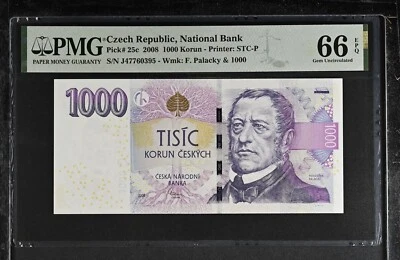 PMG
PAPER MONEY GUARANTY
Czech Republic, National Bank
Pick# 25c 2008 1000 Korun - Printer: STC-P
S/N J47760395 - Wmk: F. Palacky & 1000
66 EPQ
Gem Uncirculated
1000
TISÍC
KORUN ČESKÝCH
ČESKÁ NÁRODNÍ
BANKA
1000